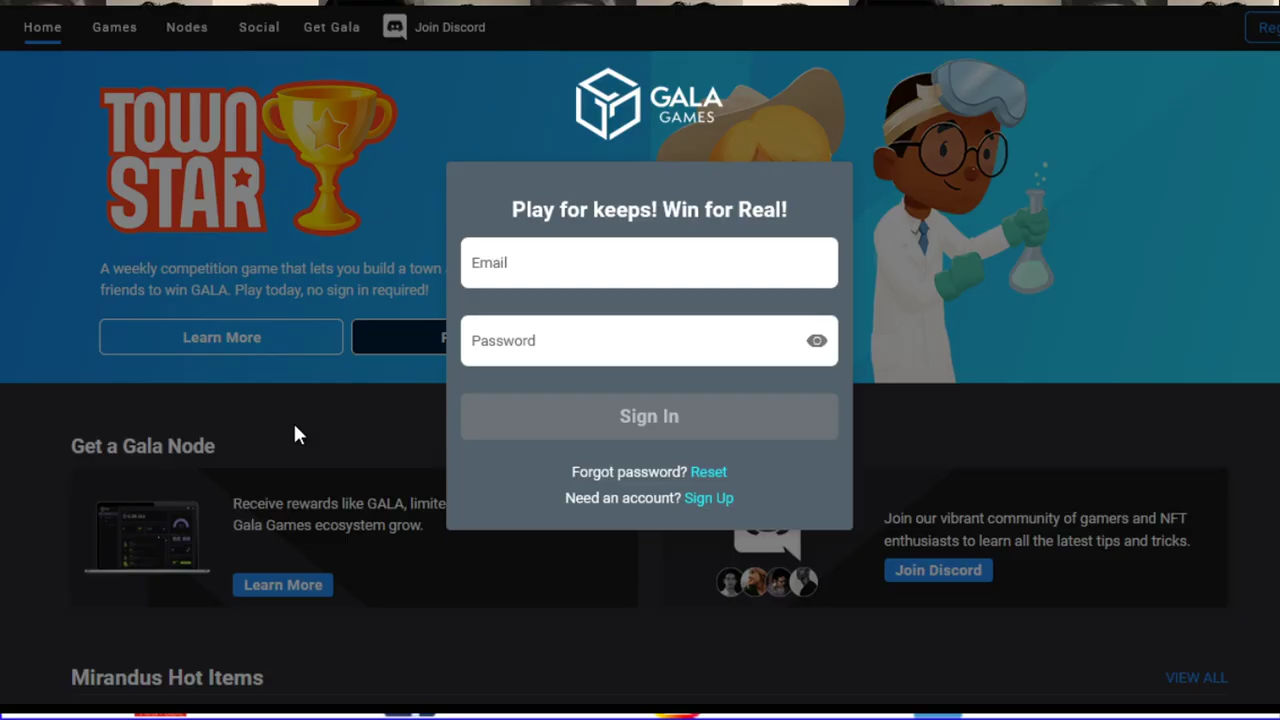 Home Games Nodes Social Get Gala Join Discord
TOWN
STAR
GALA
GAMES
Play for keeps! Win for Real!
Email
Password
Sign In
Forgot password? Reset
Need an account? Sign Up
A weekly competition game that lets you build a town
friends to win GALA. Play today, no sign in required!
Learn More
Get a Gala Node
Receive rewards like GALA, limite
Gala Games ecosystem grow.
Learn More
Join our vibrant community of gamers and NFT
enthusiasts to learn all the latest tips and tricks.
Join Discord
Mirandus Hot Items
VIEW ALL